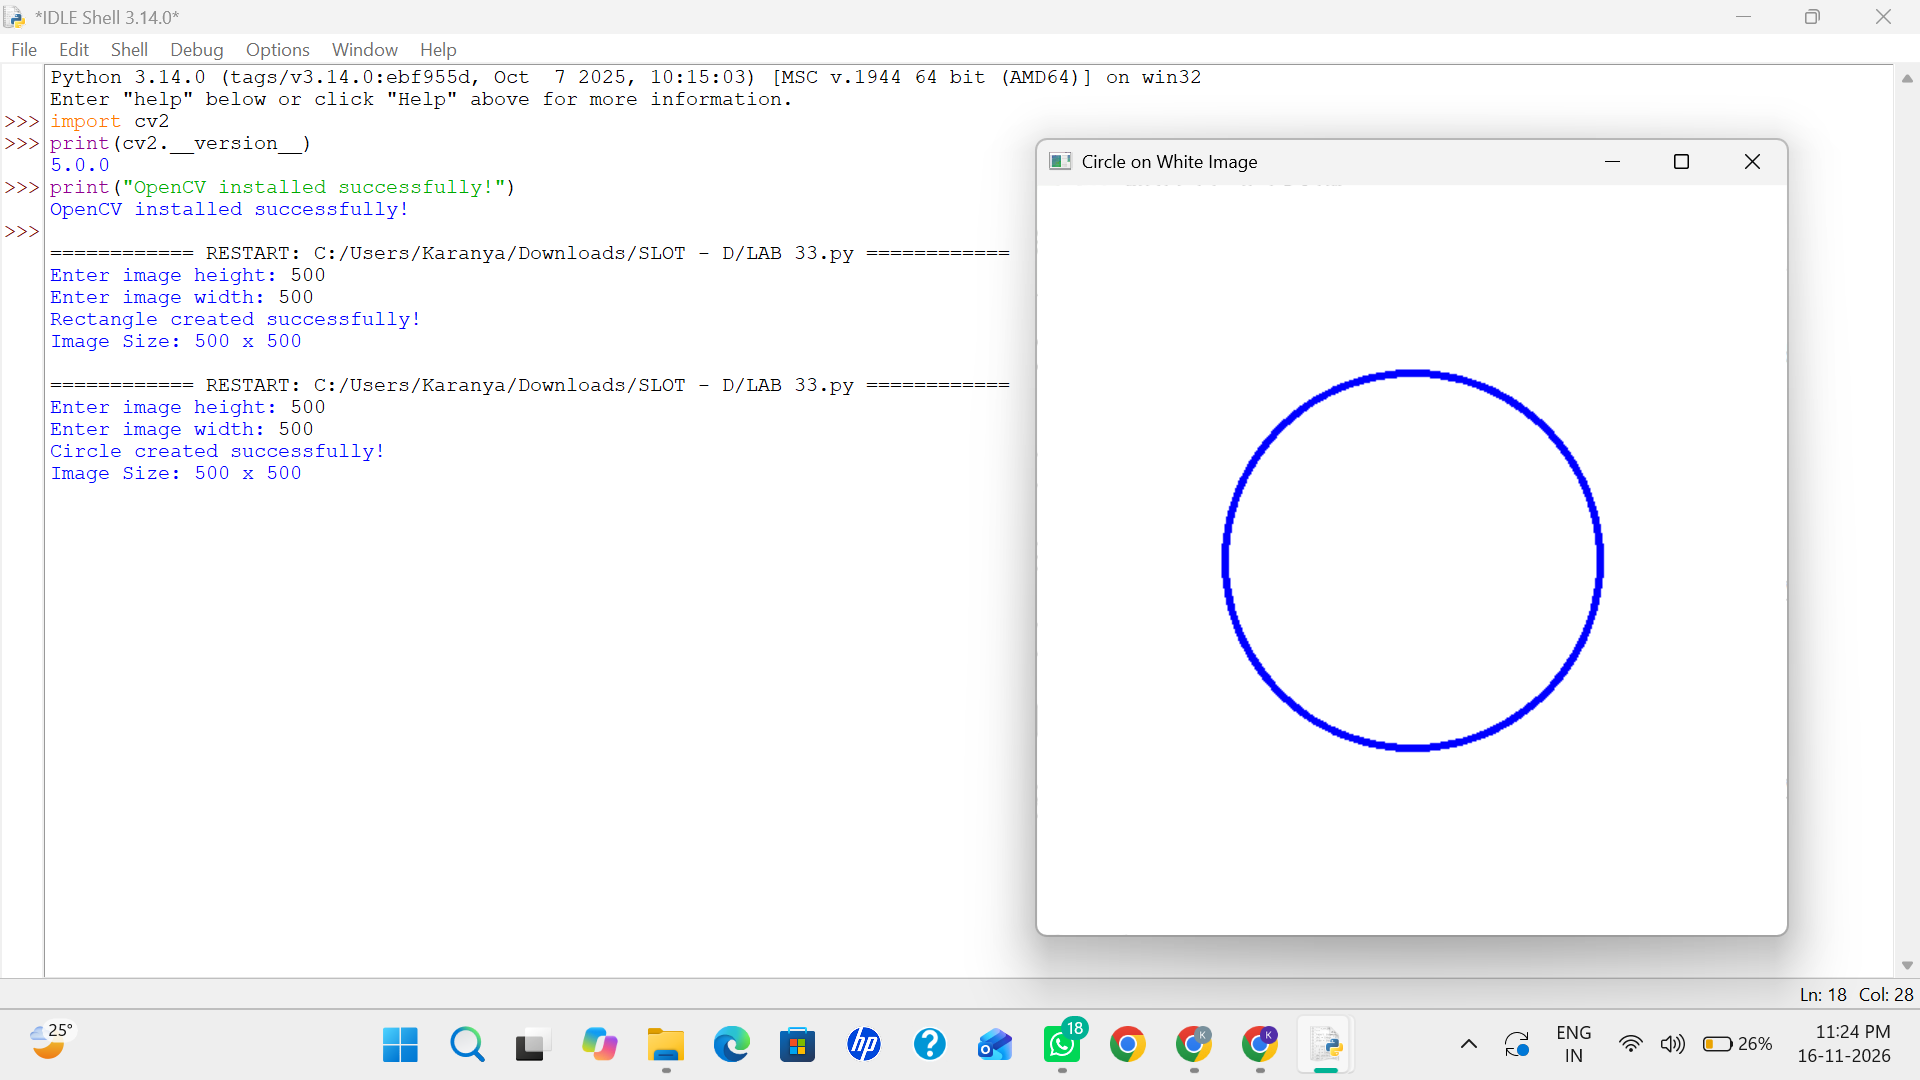 *IDLE Shell 3.14.0*
File Edit Shell Debug Options Window Help
Python 3.14.0 (tags/v3.14.0:ebf955d, Oct  7 2025, 10:15:03) [MSC v.1944 64 bit (AMD64)] on win32
Enter "help" below or click "Help" above for more information.
>>> import cv2
>>> print(cv2.__version__)
5.0.0
>>> print("OpenCV installed successfully!")
OpenCV installed successfully!
>>>
============ RESTART: C:/Users/Karanya/Downloads/SLOT - D/LAB 33.py ============
Enter image height: 500
Enter image width: 500
Rectangle created successfully!
Image Size: 500 x 500
============ RESTART: C:/Users/Karanya/Downloads/SLOT - D/LAB 33.py ============
Enter image height: 500
Enter image width: 500
Circle created successfully!
Image Size: 500 x 500
Circle on White Image
Ln: 18 Col: 28
25°
hp
?
18
K
K
ENG
IN
26%
11:24 PM
16-11-2026